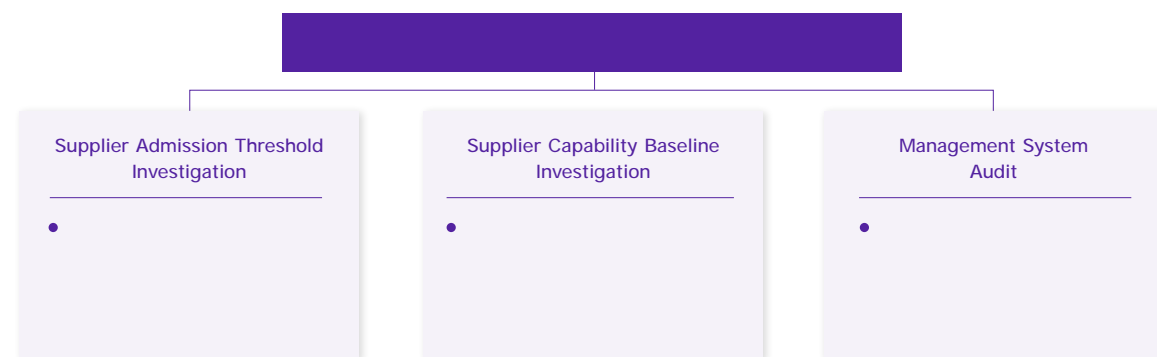 Supplier Admission Threshold
Investigation
Supplier Capability Baseline
Investigation
Management System
Audit